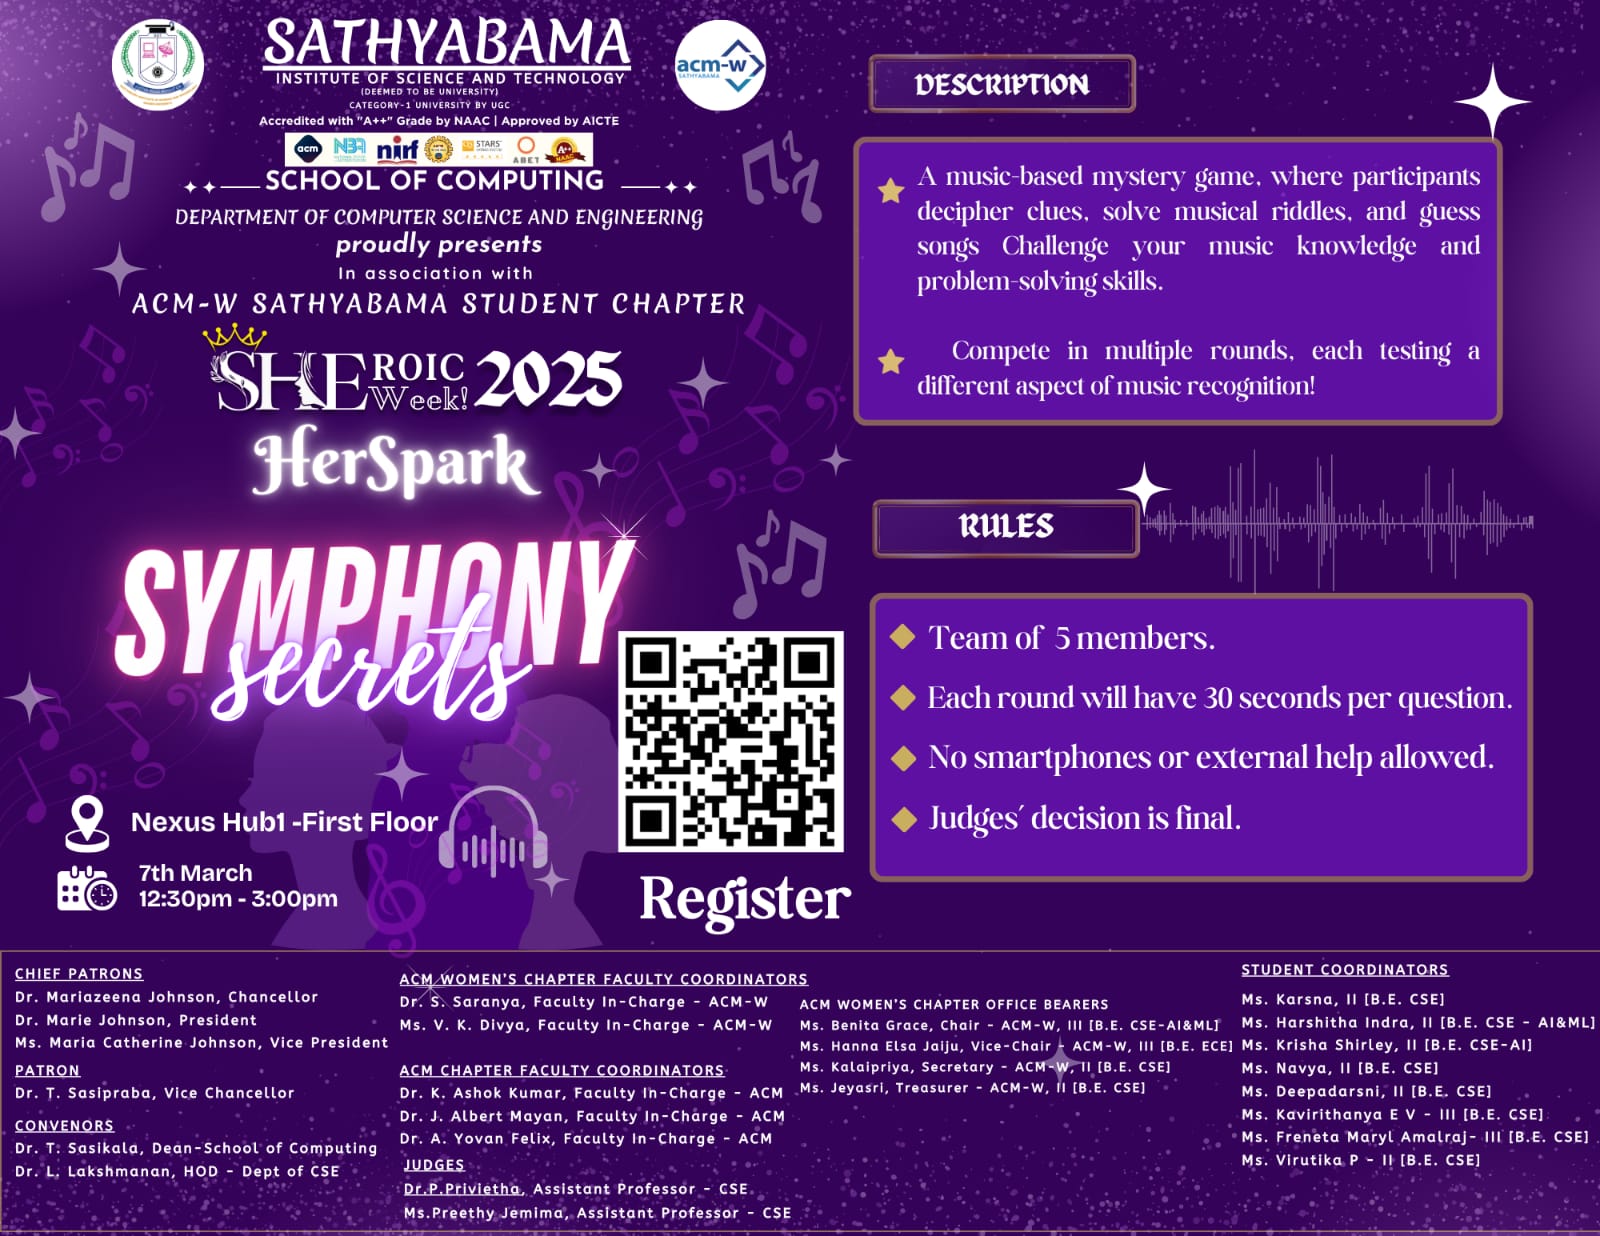 SATHYABAMA
INSTITUTE OF SCIENCE AND TECHNOLOGY
(DEEMED TO BE UNIVERSITY)
CATEGORY-1 UNIVERSITY BY UGC
Accredited with "A++" Grade by NAAC | Approved by AICTE
acm-w
SATHYABAMA
acm NBA nirf STARS ABET A++ NAAC
SCHOOL OF COMPUTING
DEPARTMENT OF COMPUTER SCIENCE AND ENGINEERING
proudly presents
In association with
ACM-W SATHYABAMA STUDENT CHAPTER
SHEROIC Week! 2025
HerSpark
SYMPHONY
secrets
Nexus Hub1 -First Floor
7th March
12:30pm - 3:00pm
Register
DESCRIPTION
A music-based mystery game, where participants
decipher clues, solve musical riddles, and guess
songs Challenge your music knowledge and
problem-solving skills.
Compete in multiple rounds, each testing a
different aspect of music recognition!
RULES
Team of 5 members.
Each round will have 30 seconds per question.
No smartphones or external help allowed.
Judges' decision is final.
CHIEF PATRONS
Dr. Mariazeena Johnson, Chancellor
Dr. Marie Johnson, President
Ms. Maria Catherine Johnson, Vice President
PATRON
Dr. T. Sasipraba, Vice Chancellor
CONVENORS
Dr. T. Sasikala, Dean-School of Computing
Dr. L. Lakshmanan, HOD - Dept of CSE
ACM WOMEN'S CHAPTER FACULTY COORDINATORS
Dr. S. Saranya, Faculty In-Charge - ACM-W
Ms. V. K. Divya, Faculty In-Charge - ACM-W
ACM CHAPTER FACULTY COORDINATORS
Dr. K. Ashok Kumar, Faculty In-Charge - ACM
Dr. J. Albert Mayan, Faculty In-Charge - ACM
Dr. A. Yovan Felix, Faculty In-Charge - ACM
JUDGES
Dr.P.Privietha, Assistant Professor - CSE
Ms.Preethy Jemima, Assistant Professor - CSE
ACM WOMEN'S CHAPTER OFFICE BEARERS
Ms. Benita Grace, Chair - ACM-W, III [B.E. CSE-AI&ML]
Ms. Hanna Elsa Jaiju, Vice-Chair - ACM-W, III [B.E. ECE]
Ms. Kalaipriya, Secretary - ACM-W, II [B.E. CSE]
Ms. Jeyasri, Treasurer - ACM-W, II [B.E. CSE]
STUDENT COORDINATORS
Ms. Karsna, II [B.E. CSE]
Ms. Harshitha Indra, II [B.E. CSE - AI&ML]
Ms. Krisha Shirley, II [B.E. CSE-AI]
Ms. Navya, II [B.E. CSE]
Ms. Deepadarsni, II [B.E. CSE]
Ms. Kavirithanya E V - III [B.E. CSE]
Ms. Freneta Maryl Amalraj- III [B.E. CSE]
Ms. Virutika P - II [B.E. CSE]